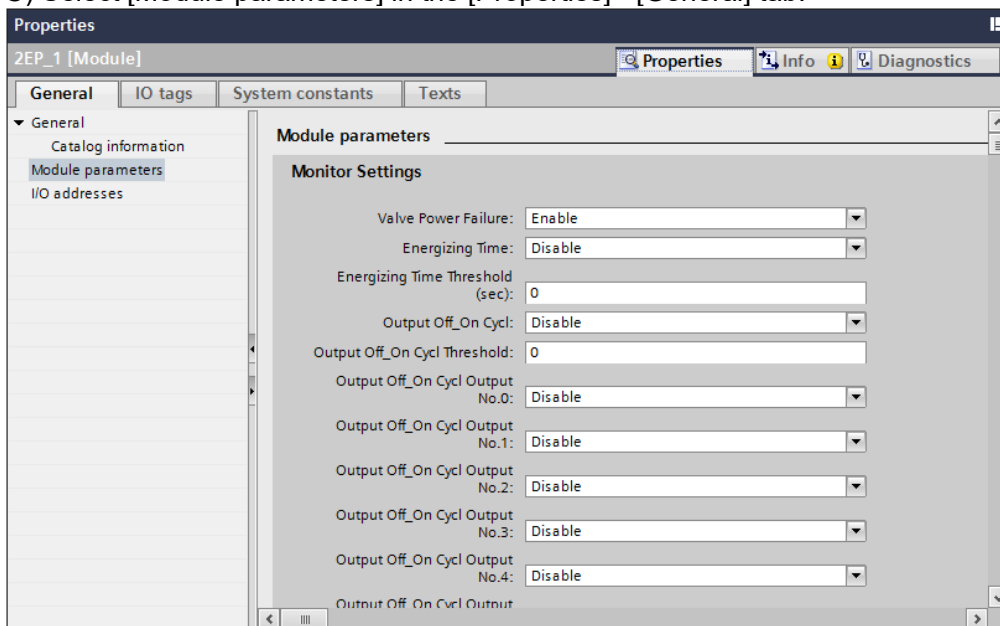 Properties
2EP_1 [Module]
Properties Info Diagnostics
General IO tags System constants Texts
General
Catalog information
Module parameters
I/O addresses
Module parameters
Monitor Settings
Valve Power Failure: Enable
Energizing Time: Disable
Energizing Time Threshold
(sec): 0
Output Off_On Cycl: Disable
Output Off_On Cycl Threshold: 0
Output Off_On Cycl Output
No.0: Disable
Output Off_On Cycl Output
No.1: Disable
Output Off_On Cycl Output
No.2: Disable
Output Off_On Cycl Output
No.3: Disable
Output Off_On Cycl Output
No.4: Disable
Output Off_On Cycl Output